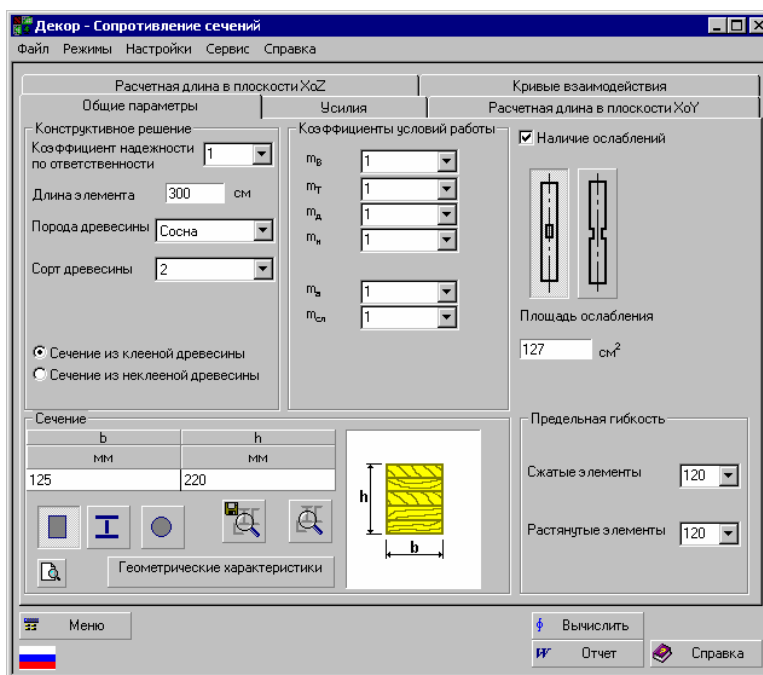 Декор - Сопротивление сечений
Файл Режимы Настройки Сервис Справка
Расчетная длина в плоскости XoZ
Кривые взаимодействия
Общие параметры
Усилия
Расчетная длина в плоскости XoY
Конструктивное решение
Коэффициент надежности
по ответственности
1
Длина элемента 300 см
Порода древесины Сосна
Сорт древесины 2
Сечение из клееной древесины
Сечение из неклееной древесины
Коэффициенты условий работы
mВ 1
mТ 1
mд 1
mн 1
mа 1
mсл 1
Наличие ослаблений
Площадь ослабления
127 см²
Сечение
b h
мм мм
125 220
h
b
Геометрические характеристики
Предельная гибкость
Сжатые элементы 120
Растянутые элементы 120
Меню
Вычислить
W Отчет
Справка